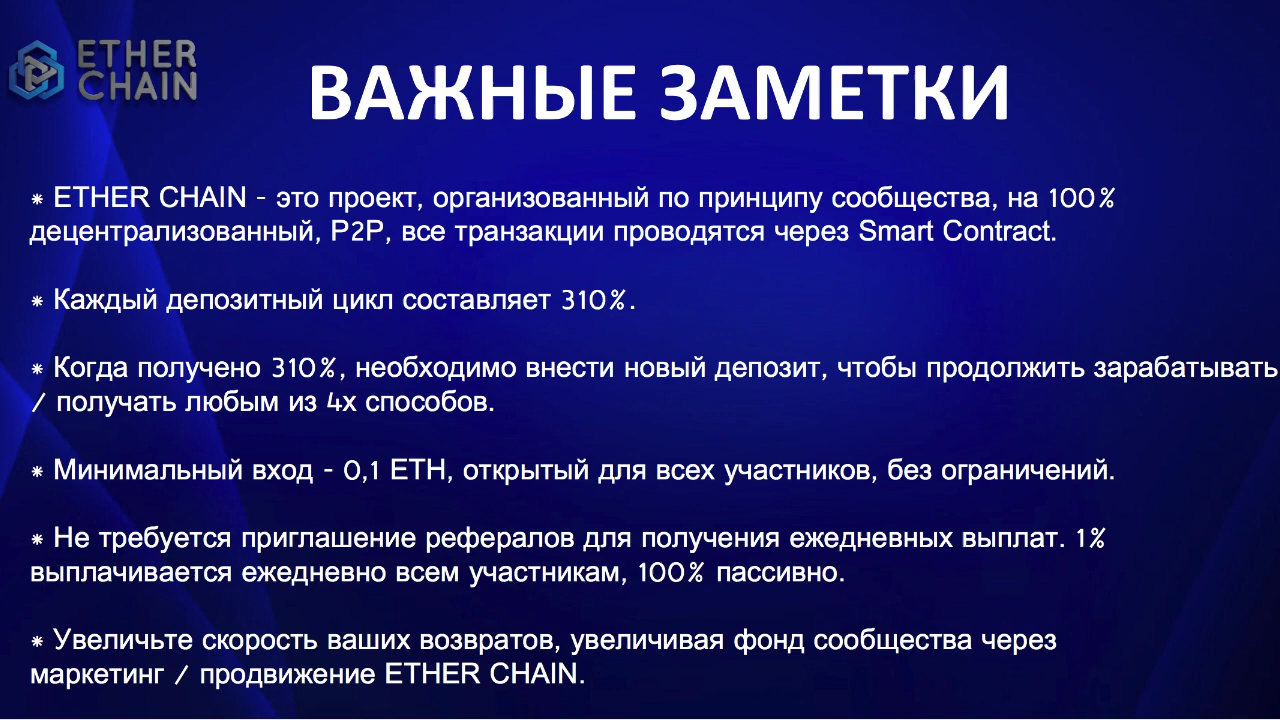 ETHER
CHAIN
ВАЖНЫЕ ЗАМЕТКИ
* ETHER CHAIN - это проект, организованный по принципу сообщества, на 100%
децентрализованный, P2P, все транзакции проводятся через Smart Contract.
* Каждый депозитный цикл составляет 310%.
* Когда получено 310%, необходимо внести новый депозит, чтобы продолжить зарабатывать
/ получать любым из 4х способов.
* Минимальный вход - 0,1 ETH, открытый для всех участников, без ограничений.
* Не требуется приглашение рефералов для получения ежедневных выплат. 1%
выплачивается ежедневно всем участникам, 100% пассивно.
* Увеличьте скорость ваших возвратов, увеличивая фонд сообщества через
маркетинг / продвижение ETHER CHAIN.